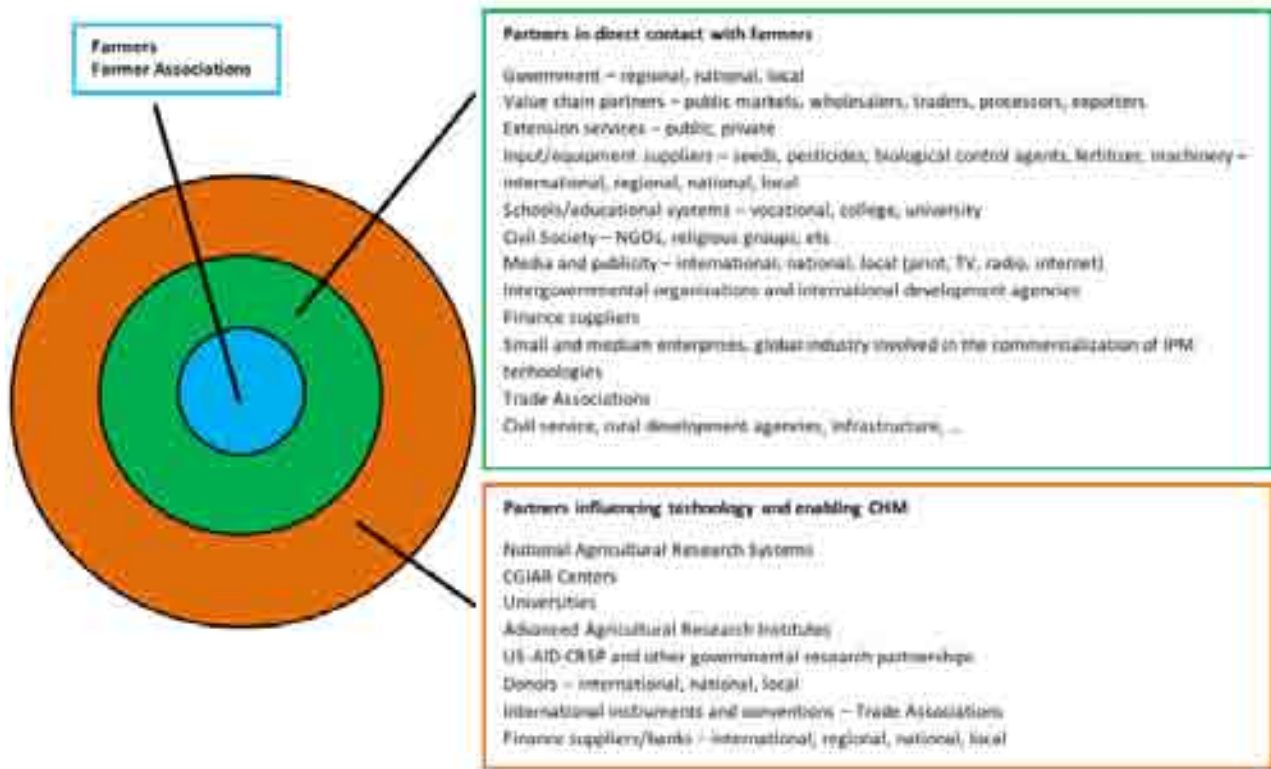 Farmers
Farmer Associations
Partners in direct contact with farmers
Government – regional, national, local
Value chain partners – public markets, wholesalers, traders, processors, expotters
Extension services – public, private
Input/equipment suppliers – seeds, pesticides, biological control agents, fertilizer, machinery –
international, regional, national, local
Schools/educational systems – vocational, college, university
Civil Society – NGOs, religious groups, ets
Media and publicity – international, national, local (print, TV, radio, internet)
Intergovernmental organisations and international development agencies
Finance suppliers
Small and medium enterprises, global industry involved in the commercialization of IPM
technologies
Trade Associations
Civil service, rural development agencies, infrastructure, ...
Partners influencing technology and enabling CHM
National Agricultural Research Systems
CGIAR Centers
Universities
Advanced Agricultural Research Institutes
US-AID-CRSP and other governmental research partnerships
Donors – international, national, local
International instruments and conventions – Trade Associations
Finance suppliers/banks – international, regional, national, local